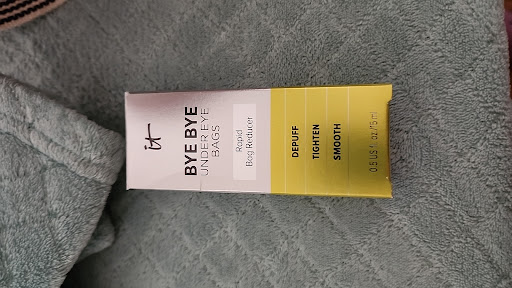 it
BYE BYE
UNDER EYE
BAGS
Rapid
Bag Reducer
DEPUFF
TIGHTEN
SMOOTH
0.5 US fl. oz./15 ml